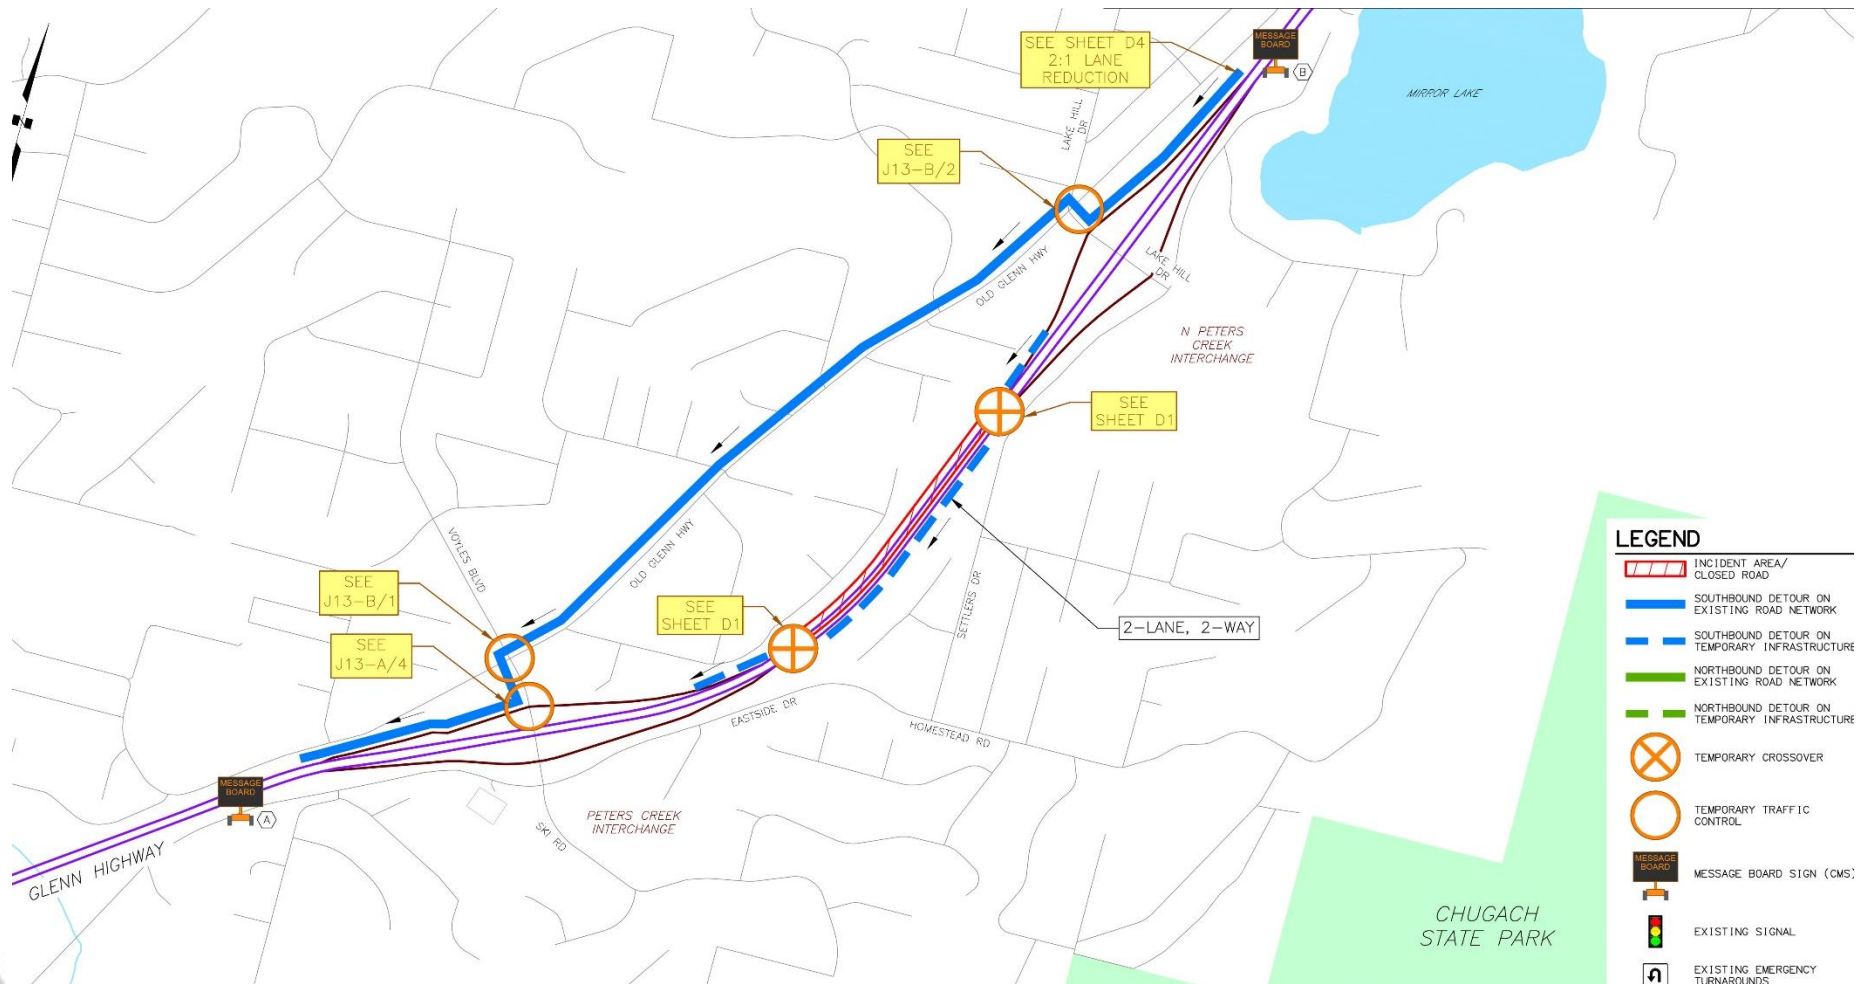 SEE SHEET D4
2:1 LANE
REDUCTION
MESSAGE
BOARD
B
MIRROR LAKE
LAKE HILL
DR
SEE
J13-B/2
OLD GLENN HWY
LAKE HILL
DR
N PETERS
CREEK
INTERCHANGE
SEE
SHEET D1
VOYLES BLVD
OLD GLENN HWY
SEE
J13-B/1
SEE
J13-A/4
SEE
SHEET D1
SETTLERS DR
2-LANE, 2-WAY
EASTSIDE DR
HOMESTEAD RD
MESSAGE
BOARD
A
PETERS CREEK
INTERCHANGE
SKI RD
GLENN HIGHWAY
CHUGACH
STATE PARK
LEGEND
INCIDENT AREA/
CLOSED ROAD
SOUTHBOUND DETOUR ON
EXISTING ROAD NETWORK
SOUTHBOUND DETOUR ON
TEMPORARY INFRASTRUCTURE
NORTHBOUND DETOUR ON
EXISTING ROAD NETWORK
NORTHBOUND DETOUR ON
TEMPORARY INFRASTRUCTURE
TEMPORARY CROSSOVER
TEMPORARY TRAFFIC
CONTROL
MESSAGE
BOARD
MESSAGE BOARD SIGN (CMS)
EXISTING SIGNAL
EXISTING EMERGENCY
TURNAROUNDS